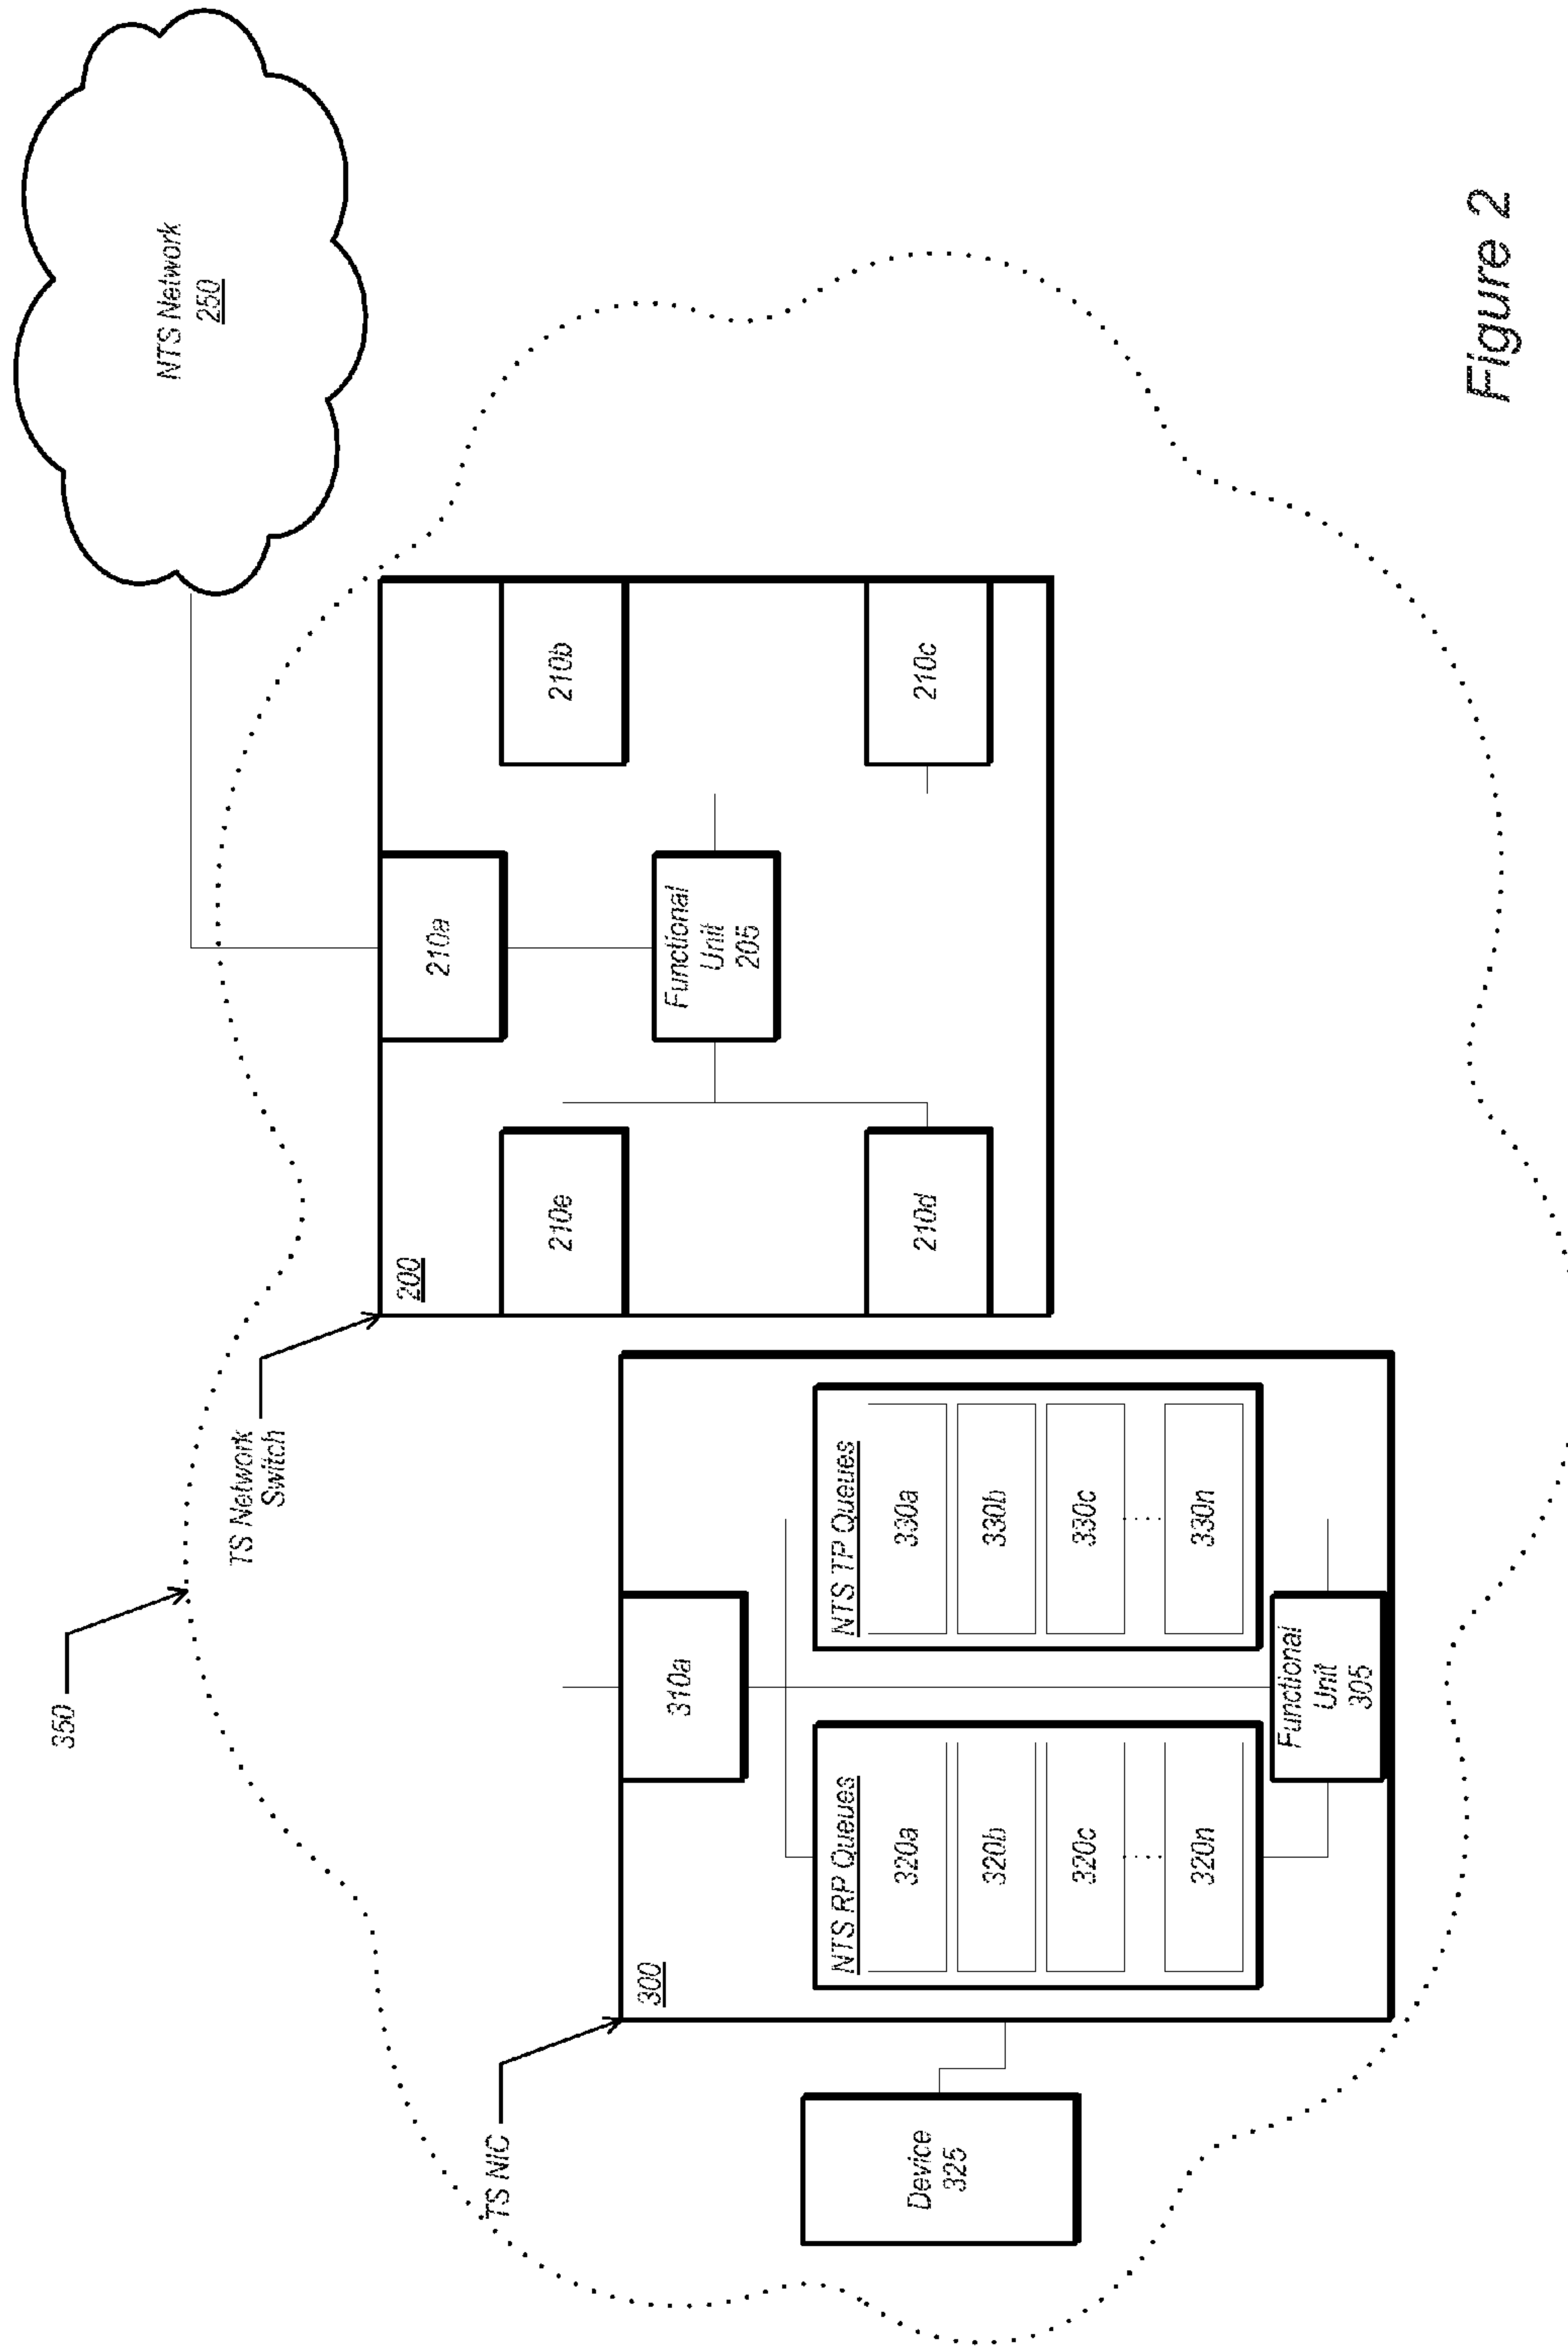 350
NTS Network
250
TS Network
Switch
200
210a
210e
210b
Functional
Unit
205
210d
210c
TS NIC
300
310a
Device
325
NTS RP Queues
320a
320b
320c
320n
NTS TP Queues
330a
330b
330c
330n
Functional
Unit
305
Figure 2